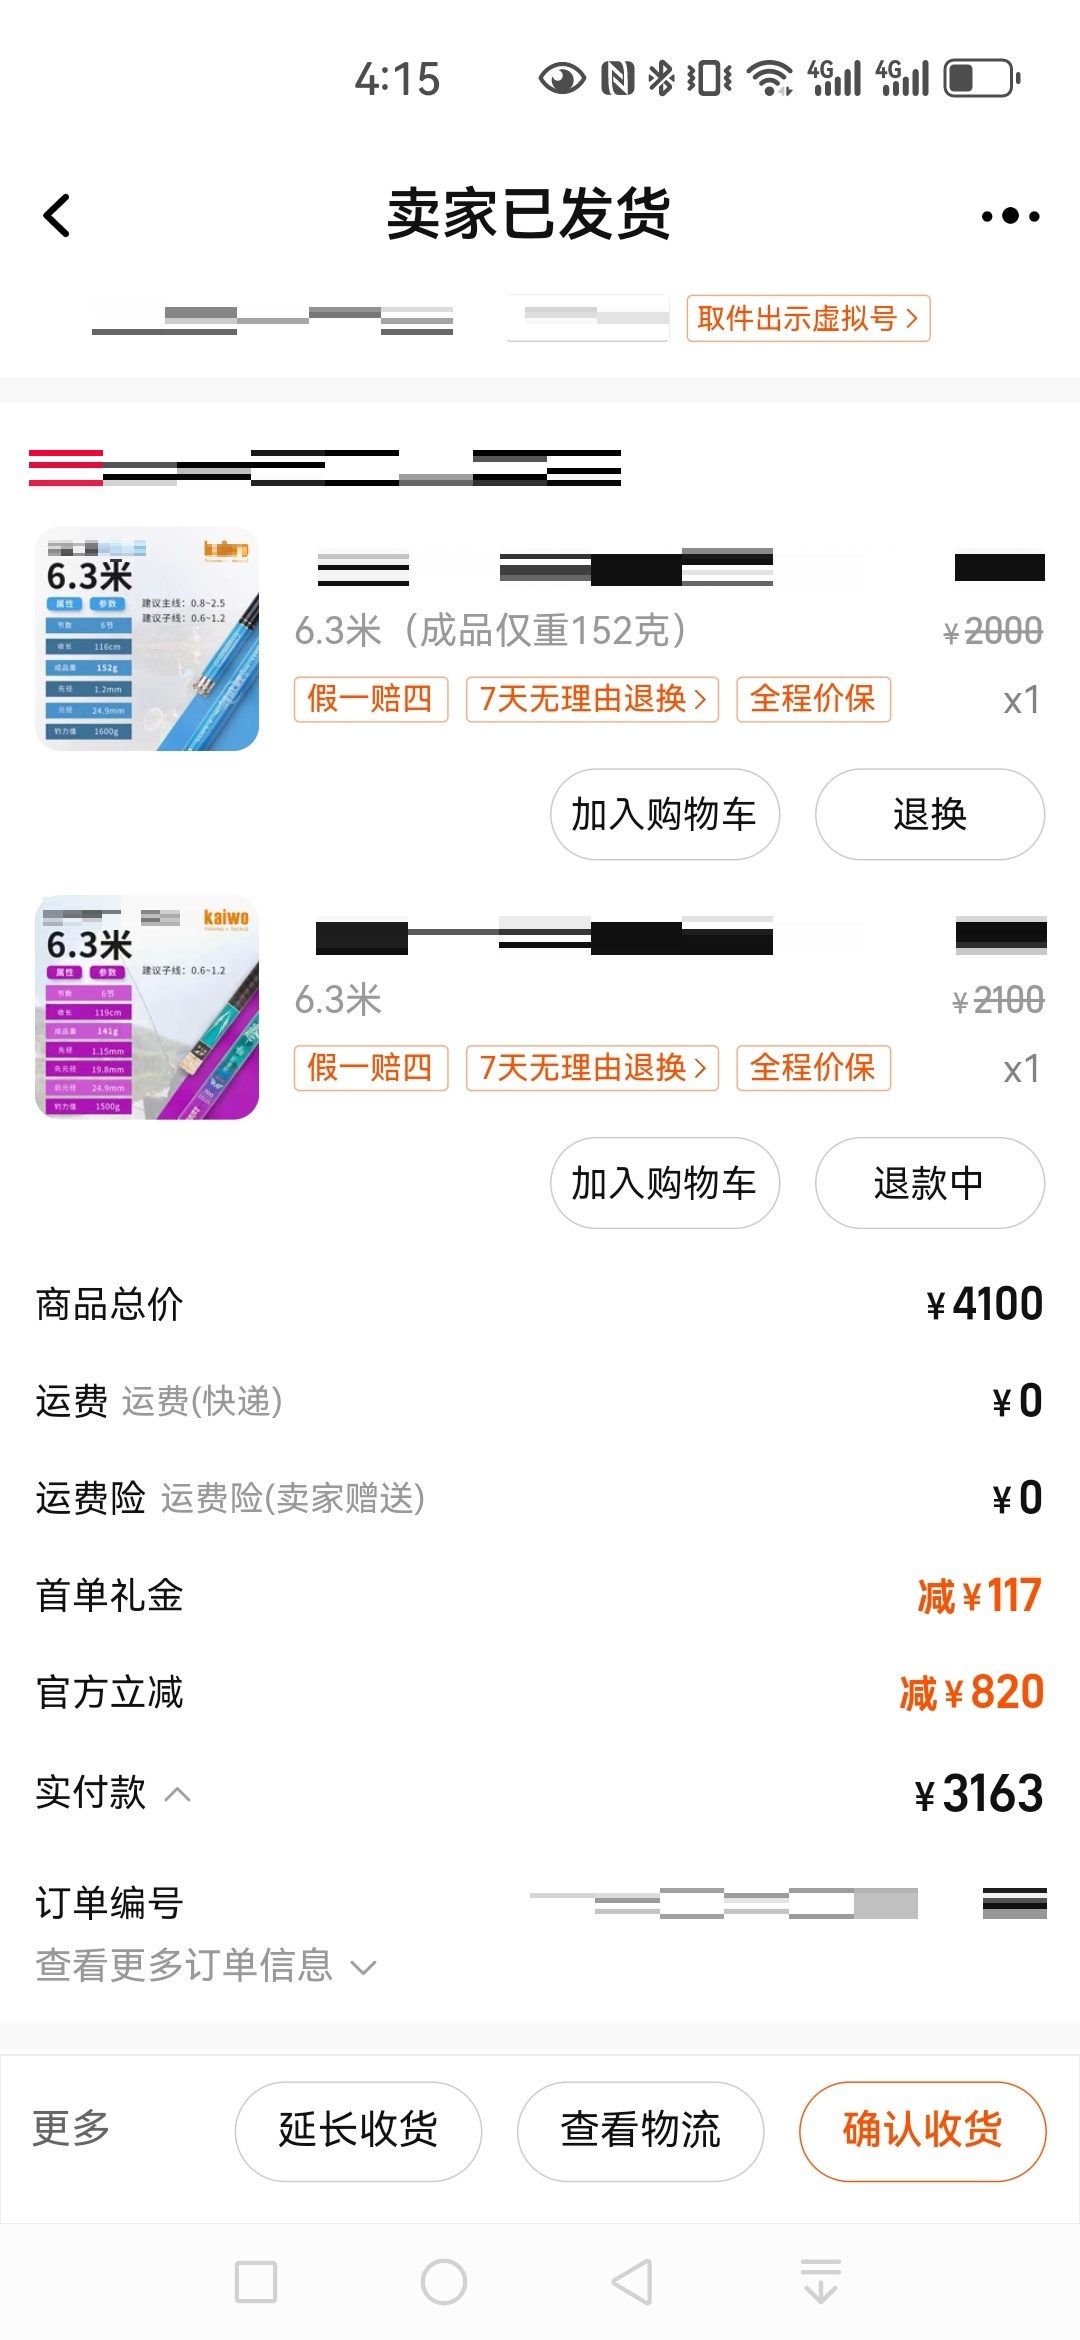 4:15
4G 4G
卖家已发货
取件出示虚拟号
6.3米
属性 参数 建议主线：0.8~2.5
建议子线：0.6~1.2
节数 6节
收长 116cm
成品重 152g
先径 1.2mm
元径 24.9mm
钓力值 1600g
6.3米（成品仅重152克）
¥2000
假一赔四 7天无理由退换 全程价保 x1
加入购物车 退换
kaiwo
6.3米
属性 参数 建议子线：0.6~1.2
节数 6节
收长 119cm
成品重 141g
先径 1.15mm
先元径 19.8mm
后元径 24.9mm
钓力值 1500g
6.3米
¥2100
假一赔四 7天无理由退换 全程价保 x1
加入购物车 退款中
商品总价 ¥4100
运费 运费(快递) ¥0
运费险 运费险(卖家赠送) ¥0
首单礼金 减¥117
官方立减 减¥820
实付款 ¥3163
订单编号
查看更多订单信息
更多 延长收货 查看物流 确认收货